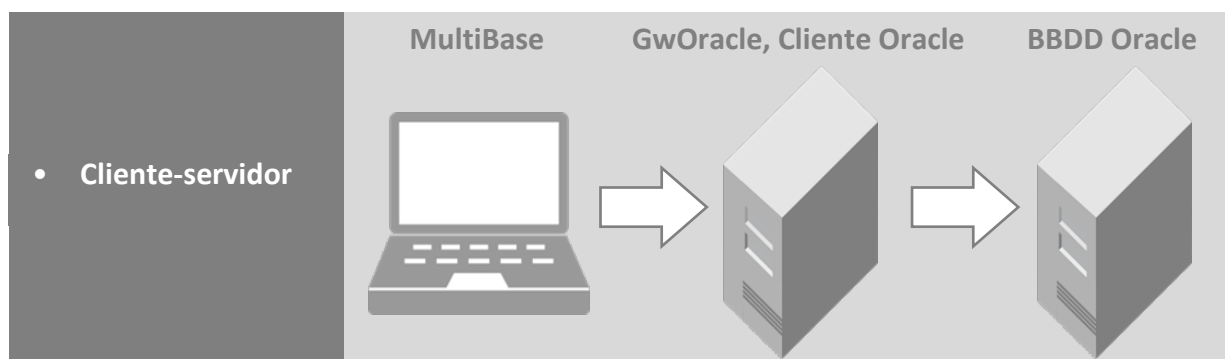 MultiBase
GwOracle, Cliente Oracle
BBDD Oracle
• Cliente-servidor